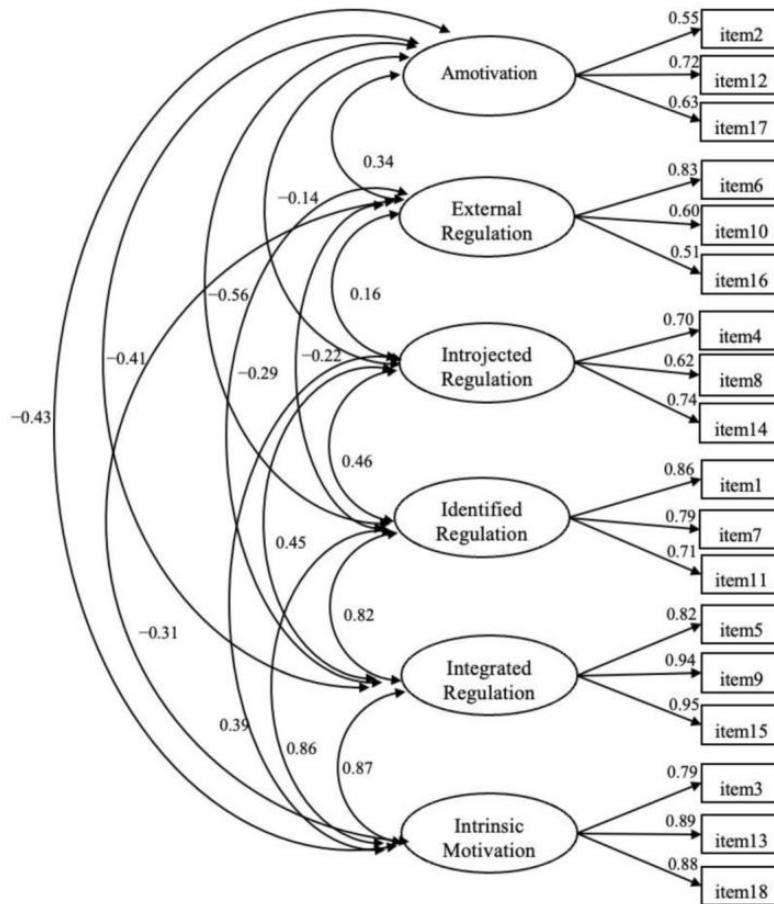 0.55
item2
Amotivation
0.72
item12
0.63
item17
0.34
0.83
item6
−0.14
External
Regulation
0.60
item10
0.51
item16
−0.56
0.16
0.70
item4
−0.41
−0.29
−0.22
Introjected
Regulation
0.62
item8
0.74
item14
−0.43
0.46
0.86
item1
Identified
Regulation
0.79
item7
0.45
0.71
item11
0.82
0.82
item5
−0.31
Integrated
Regulation
0.94
item9
0.95
item15
0.39
0.86
0.87
0.79
item3
Intrinsic
Motivation
0.89
item13
0.88
item18